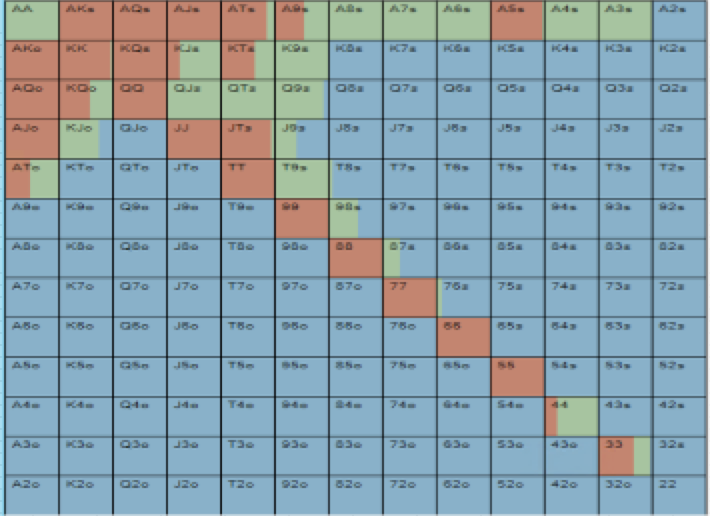 AA AKs AQs AJs ATs A9s A8s A7s A6s A5s A4s A3s A2s
AKo KK KQs KJs KTs K9s K8s K7s K6s K5s K4s K3s K2s
AQo KQo QQ QJs QTs Q9s Q8s Q7s Q6s Q5s Q4s Q3s Q2s
AJo KJo QJo JJ JTs J9s J8s J7s J6s J5s J4s J3s J2s
ATo KTo QTo JTo TT T9s T8s T7s T6s T5s T4s T3s T2s
A9o K9o Q9o J9o T9o 99 98s 97s 96s 95s 94s 93s 92s
A8o K8o Q8o J8o T8o 98o 88 87s 86s 85s 84s 83s 82s
A7o K7o Q7o J7o T7o 97o 87o 77 76s 75s 74s 73s 72s
A6o K6o Q6o J6o T6o 96o 86o 76o 66 65s 64s 63s 62s
A5o K5o Q5o J5o T5o 95o 85o 75o 65o 55 54s 53s 52s
A4o K4o Q4o J4o T4o 94o 84o 74o 64o 54o 44 43s 42s
A3o K3o Q3o J3o T3o 93o 83o 73o 63o 53o 43o 33 32s
A2o K2o Q2o J2o T2o 92o 82o 72o 62o 52o 42o 32o 22